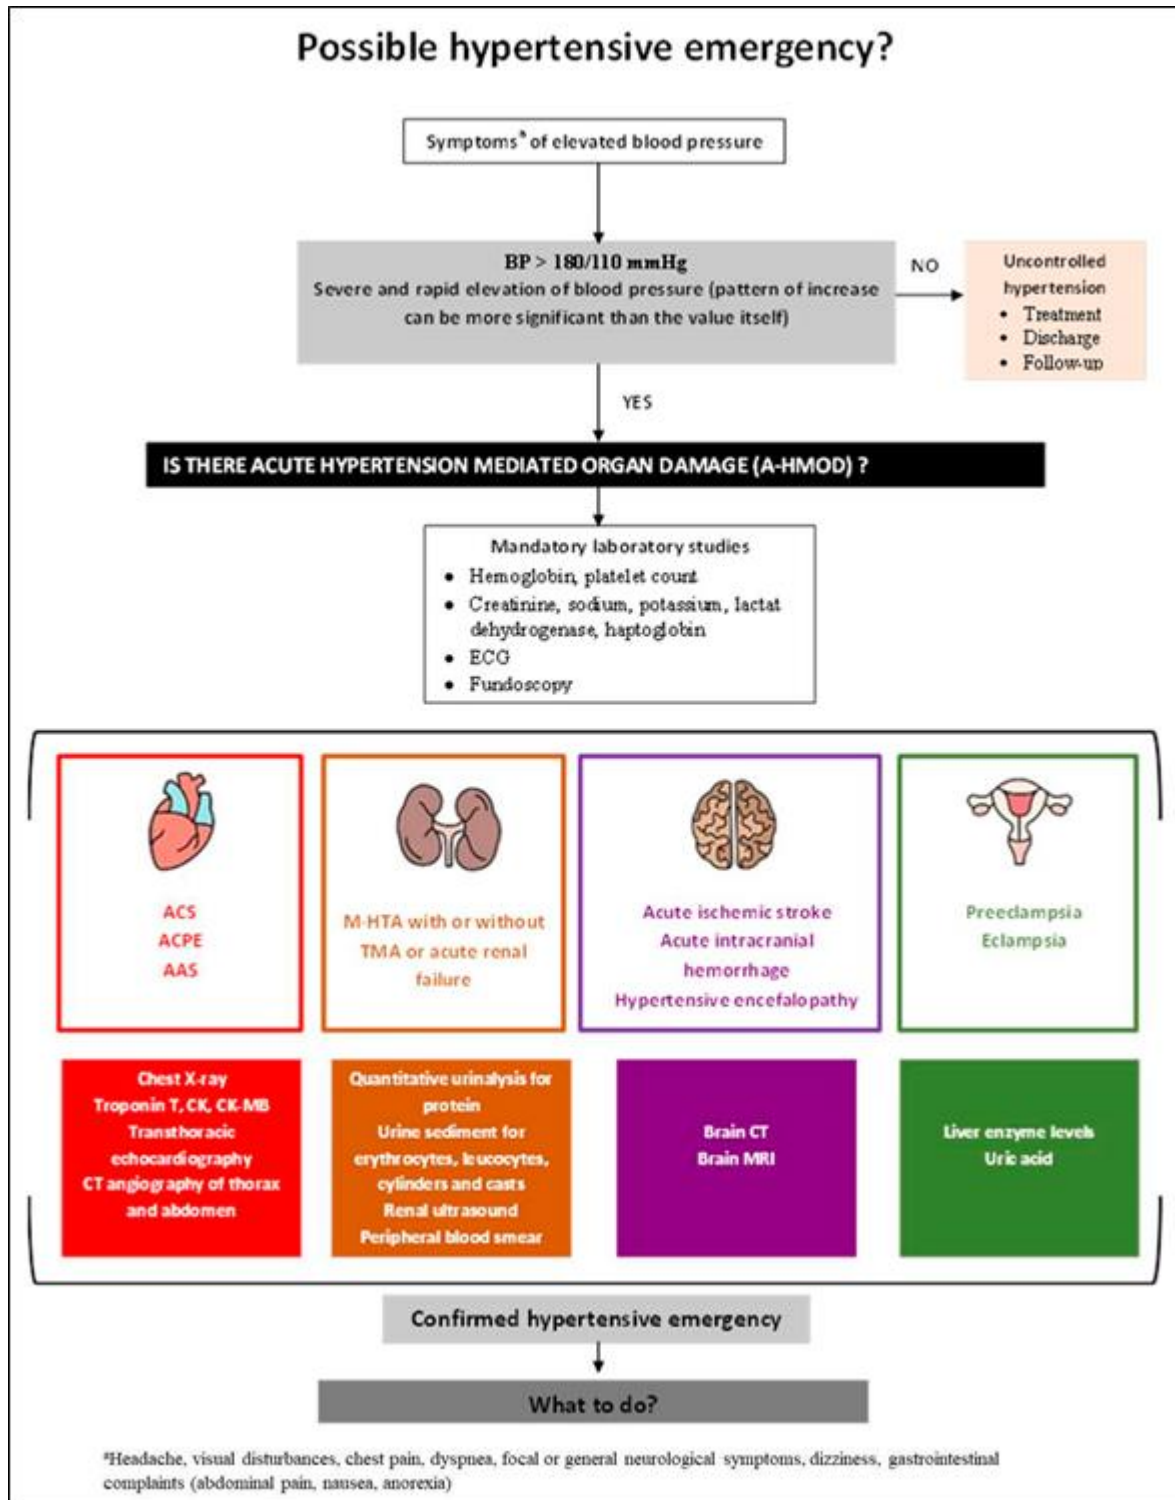 Possible hypertensive emergency?
Symptomsᵃ of elevated blood pressure
BP > 180/110 mmHg
Severe and rapid elevation of blood pressure (pattern of increase
can be more significant than the value itself)
NO
Uncontrolled
hypertension
• Treatment
• Discharge
• Follow-up
YES
IS THERE ACUTE HYPERTENSION MEDIATED ORGAN DAMAGE (A-HMOD) ?
Mandatory laboratory studies
• Hemoglobin, platelet count
• Creatinine, sodium, potassium, lactat
dehydrogenase, haptoglobin
• ECG
• Fundoscopy
ACS
ACPE
AAS
M-HTA with or without
TMA or acute renal
failure
Acute ischemic stroke
Acute intracranial
hemorrhage
Hypertensive encefalopathy
Preeclampsia
Eclampsia
Chest X-ray
Troponin T, CK, CK-MB
Transthoracic
echocardiography
CT angiography of thorax
and abdomen
Quantitative urinalysis for
protein
Urine sediment for
erythrocytes, leucocytes,
cylinders and casts
Renal ultrasound
Peripheral blood smear
Brain CT
Brain MRI
Liver enzyme levels
Uric acid
Confirmed hypertensive emergency
What to do?
ᵃHeadache, visual disturbances, chest pain, dyspnea, focal or general neurological symptoms, dizziness, gastrointestinal
complaints (abdominal pain, nausea, anorexia)